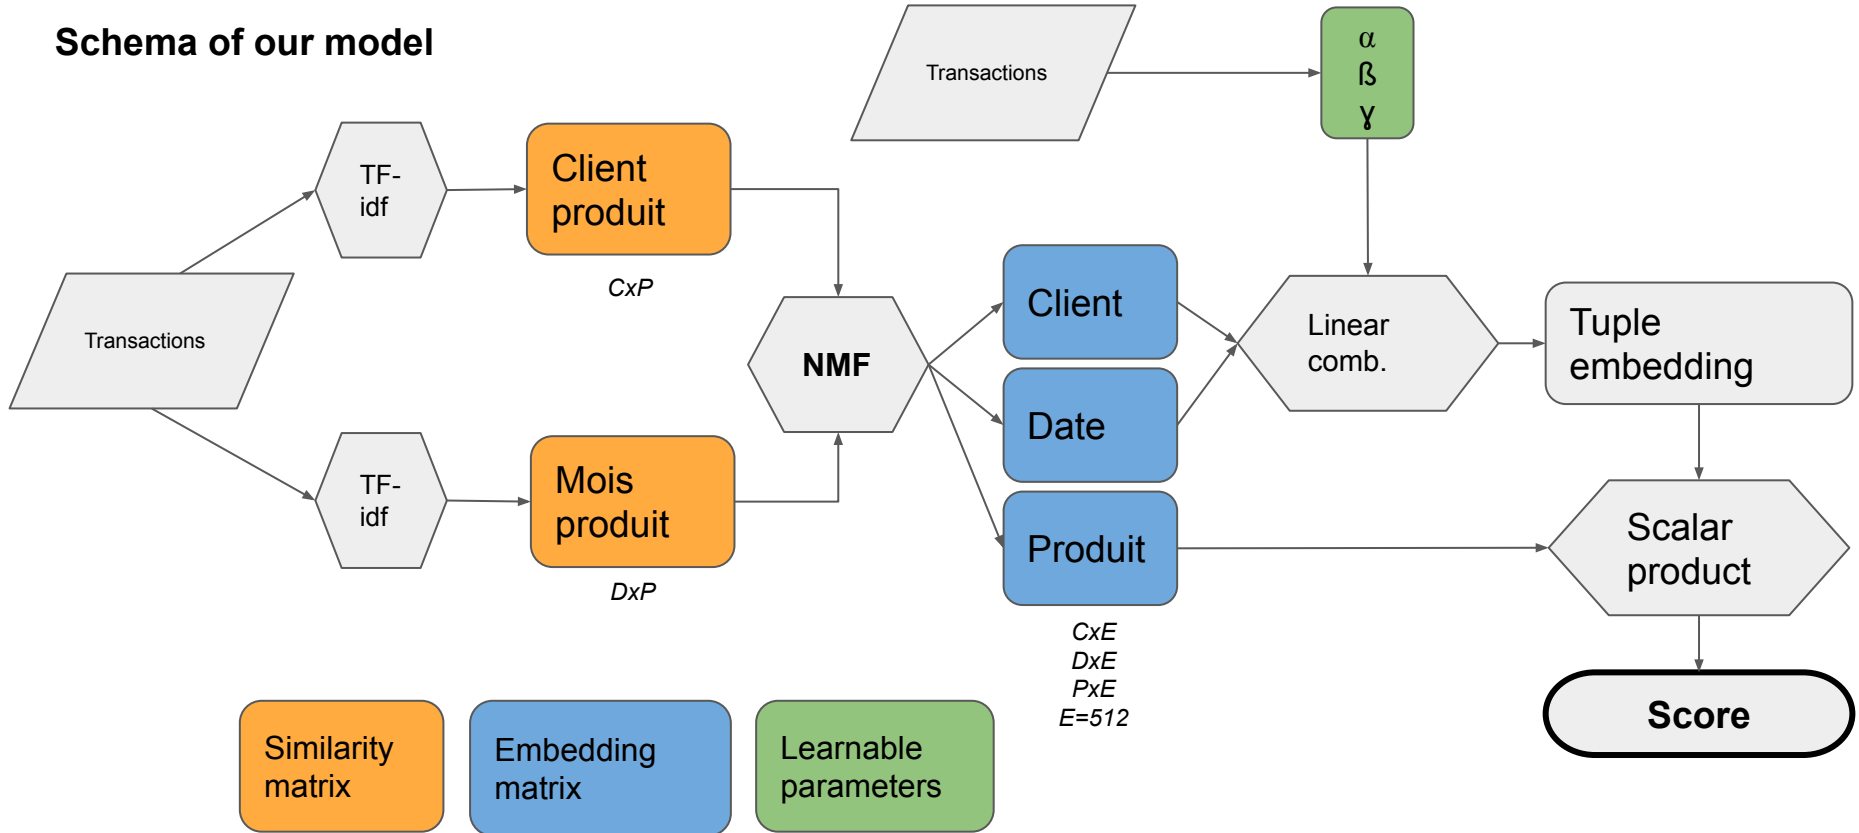 Schema of our model
Transactions
α
ß
ɣ
TF-
idf
Client
produit
CxP
Transactions
NMF
Client
Date
Produit
Linear
comb.
Tuple
embedding
TF-
idf
Mois
produit
DxP
Scalar
product
CxE
DxE
PxE
E=512
Score
Similarity
matrix
Embedding
matrix
Learnable
parameters